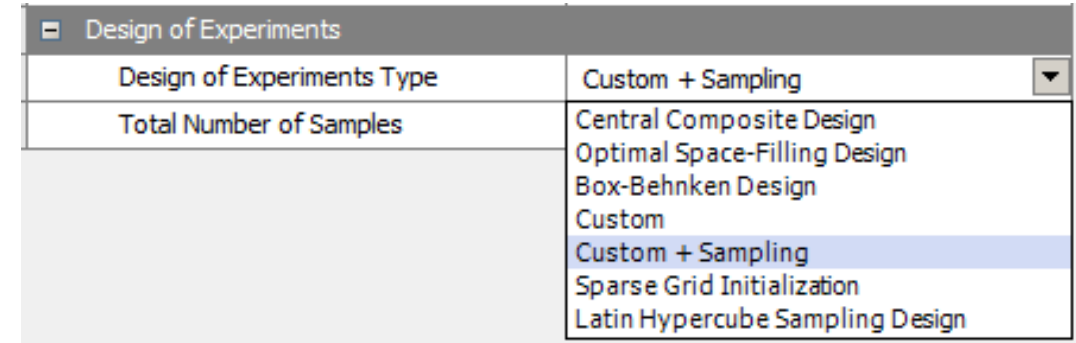 Design of Experiments
Design of Experiments Type
Custom + Sampling
Total Number of Samples
Central Composite Design
Optimal Space-Filling Design
Box-Behnken Design
Custom
Custom + Sampling
Sparse Grid Initialization
Latin Hypercube Sampling Design